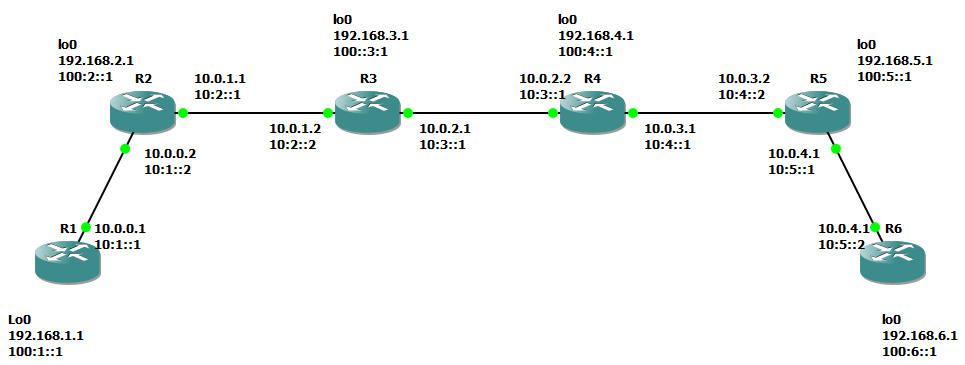 lo0
192.168.2.1
100:2::1
R2
10.0.1.1
10:2::1
lo0
192.168.3.1
100::3:1
R3
lo0
192.168.4.1
100:4::1
10.0.2.2
10:3::1
R4
lo0
192.168.5.1
100:5::1
10.0.3.2
10:4::2
R5
10.0.0.2
10:1::2
10.0.1.2
10:2::2
10.0.2.1
10:3::1
10.0.3.1
10:4::1
10.0.4.1
10:5::1
R1
10.0.0.1
10:1::1
10.0.4.1
10:5::2
R6
Lo0
192.168.1.1
100:1::1
lo0
192.168.6.1
100:6::1